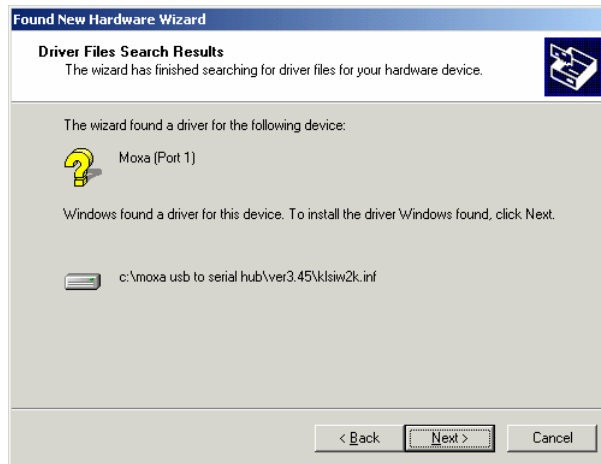 Found New Hardware Wizard
Driver Files Search Results
The wizard has finished searching for driver files for your hardware device.
The wizard found a driver for the following device:
Moxa (Port 1)
Windows found a driver for this device. To install the driver Windows found, click Next.
c:\moxa usb to serial hub\ver3.45\klsiw2k.inf
< Back Next > Cancel